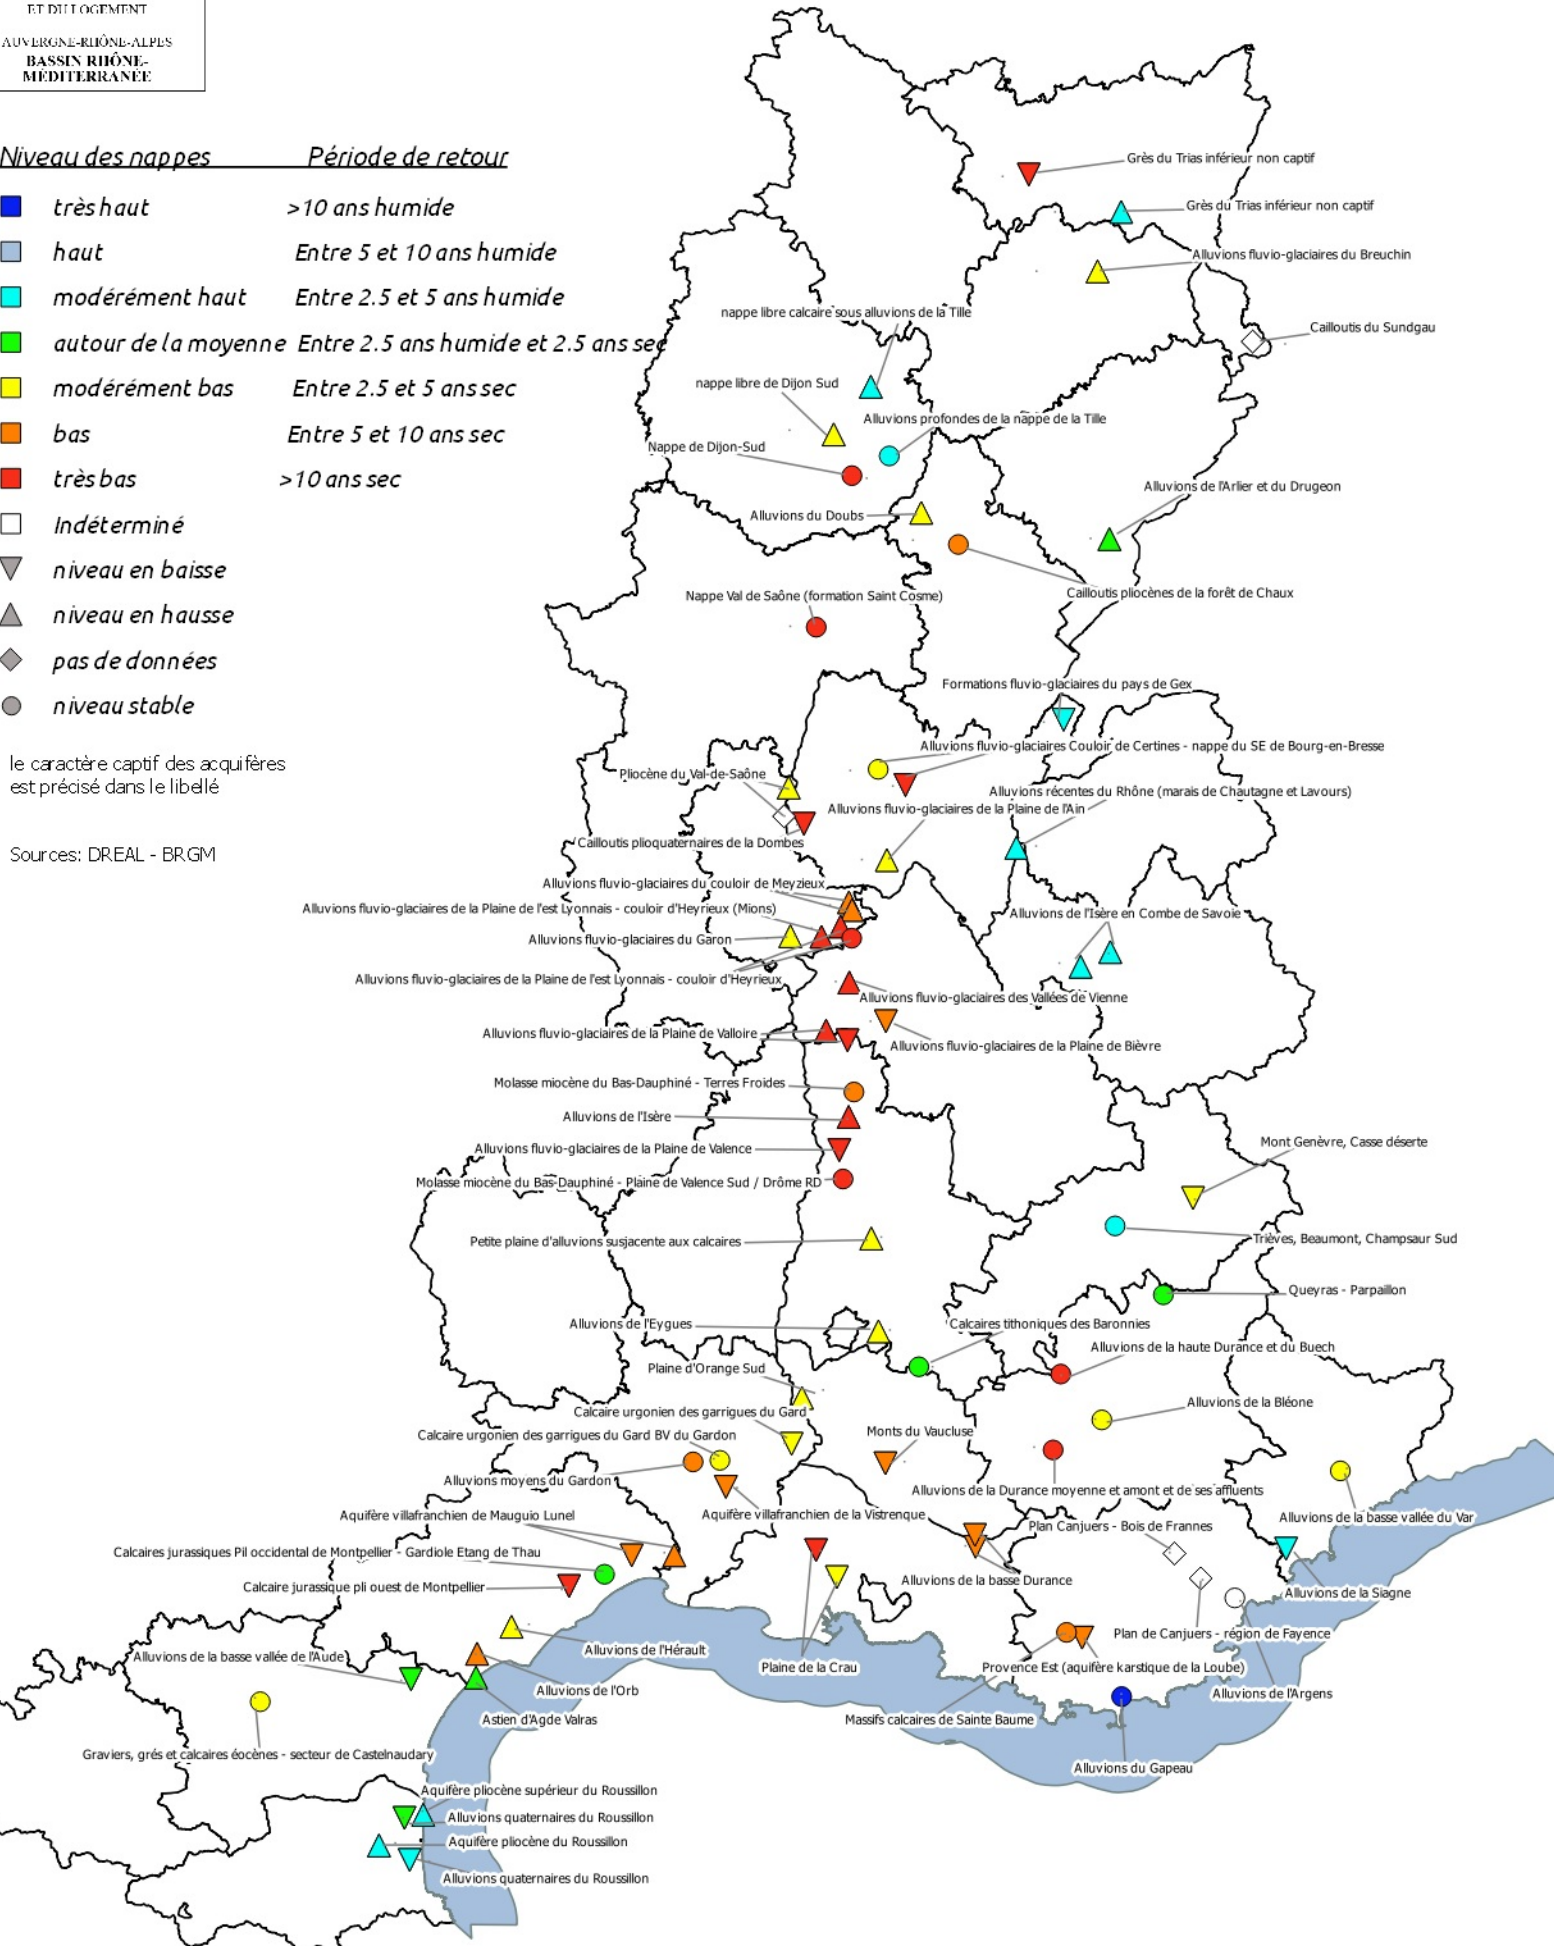 ET DU LOGEMENT
AUVERGNE-RHÔNE-ALPES
BASSIN RHÔNE-
MÉDITERRANÉE
Niveau des nappes Période de retour
très haut >10 ans humide
haut Entre 5 et 10 ans humide
modérément haut Entre 2.5 et 5 ans humide
autour de la moyenne Entre 2.5 ans humide et 2.5 ans sec
modérément bas Entre 2.5 et 5 ans sec
bas Entre 5 et 10 ans sec
très bas >10 ans sec
Indéterminé
niveau en baisse
niveau en hausse
pas de données
niveau stable
le caractère captif des acquifères
est précisé dans le libellé
Sources: DREAL - BRGM
Grès du Trias inférieur non captif
Grès du Trias inférieur non captif
Alluvions fluvio-glaciaires du Breuchin
nappe libre calcaire sous alluvions de la Tille
Cailloutis du Sundgau
nappe libre de Dijon Sud
Alluvions profondes de la nappe de la Tille
Nappe de Dijon-Sud
Alluvions de l'Arlier et du Drugeon
Alluvions du Doubs
Cailloutis pliocènes de la forêt de Chaux
Nappe Val de Saône (formation Saint Cosme)
Formations fluvio-glaciaires du pays de Gex
Alluvions fluvio-glaciaires Couloir de Certines - nappe du SE de Bourg-en-Bresse
Pliocène du Val-de-Saône
Alluvions récentes du Rhône (marais de Chautagne et Lavours)
Alluvions fluvio-glaciaires de la Plaine de l'Ain
Cailloutis plioquaternaires de la Dombes
Alluvions fluvio-glaciaires du couloir de Meyzieux
Alluvions fluvio-glaciaires de la Plaine de l'est Lyonnais - couloir d'Heyrieux (Mions)
Alluvions de l'Isère en Combe de Savoie
Alluvions fluvio-glaciaires du Garon
Alluvions fluvio-glaciaires de la Plaine de l'est Lyonnais - couloir d'Heyrieux
Alluvions fluvio-glaciaires des Vallées de Vienne
Alluvions fluvio-glaciaires de la Plaine de Valloire
Alluvions fluvio-glaciaires de la Plaine de Bièvre
Molasse miocène du Bas-Dauphiné - Terres Froides
Alluvions de l'Isère
Mont Genèvre, Casse déserte
Alluvions fluvio-glaciaires de la Plaine de Valence
Molasse miocène du Bas-Dauphiné - Plaine de Valence Sud / Drôme RD
Trièves, Beaumont, Champsaur Sud
Petite plaine d'alluvions susjacente aux calcaires
Queyras - Parpaillon
Alluvions de l'Eygues
Calcaires tithoniques des Baronnies
Alluvions de la haute Durance et du Buech
Plaine d'Orange Sud
Alluvions de la Bléone
Calcaire urgonien des garrigues du Gard
Monts du Vaucluse
Calcaire urgonien des garrigues du Gard BV du Gardon
Alluvions moyens du Gardon
Alluvions de la Durance moyenne et amont et de ses affluents
Aquifère villafranchien de Mauguio Lunel
Aquifère villafranchien de la Vistrenque
Alluvions de la basse vallée du Var
Plan Canjuers - Bois de Frannes
Calcaires jurassiques Pil occidental de Montpellier - Gardiole Etang de Thau
Alluvions de la basse Durance
Calcaire jurassique pli ouest de Montpellier
Alluvions de la Siagne
Plan de Canjuers - région de Fayence
Alluvions de l'Hérault
Alluvions de la basse vallée de l'Aude
Plaine de la Crau
Provence Est (aquifère karstique de la Loube)
Alluvions de l'Orb
Alluvions de l'Argens
Astien d'Agde Valras
Massifs calcaires de Sainte Baume
Graviers, grés et calcaires éocènes - secteur de Castelnaudary
Alluvions du Gapeau
Aquifère pliocène supérieur du Roussillon
Alluvions quaternaires du Roussillon
Aquifère pliocène du Roussillon
Alluvions quaternaires du Roussillon